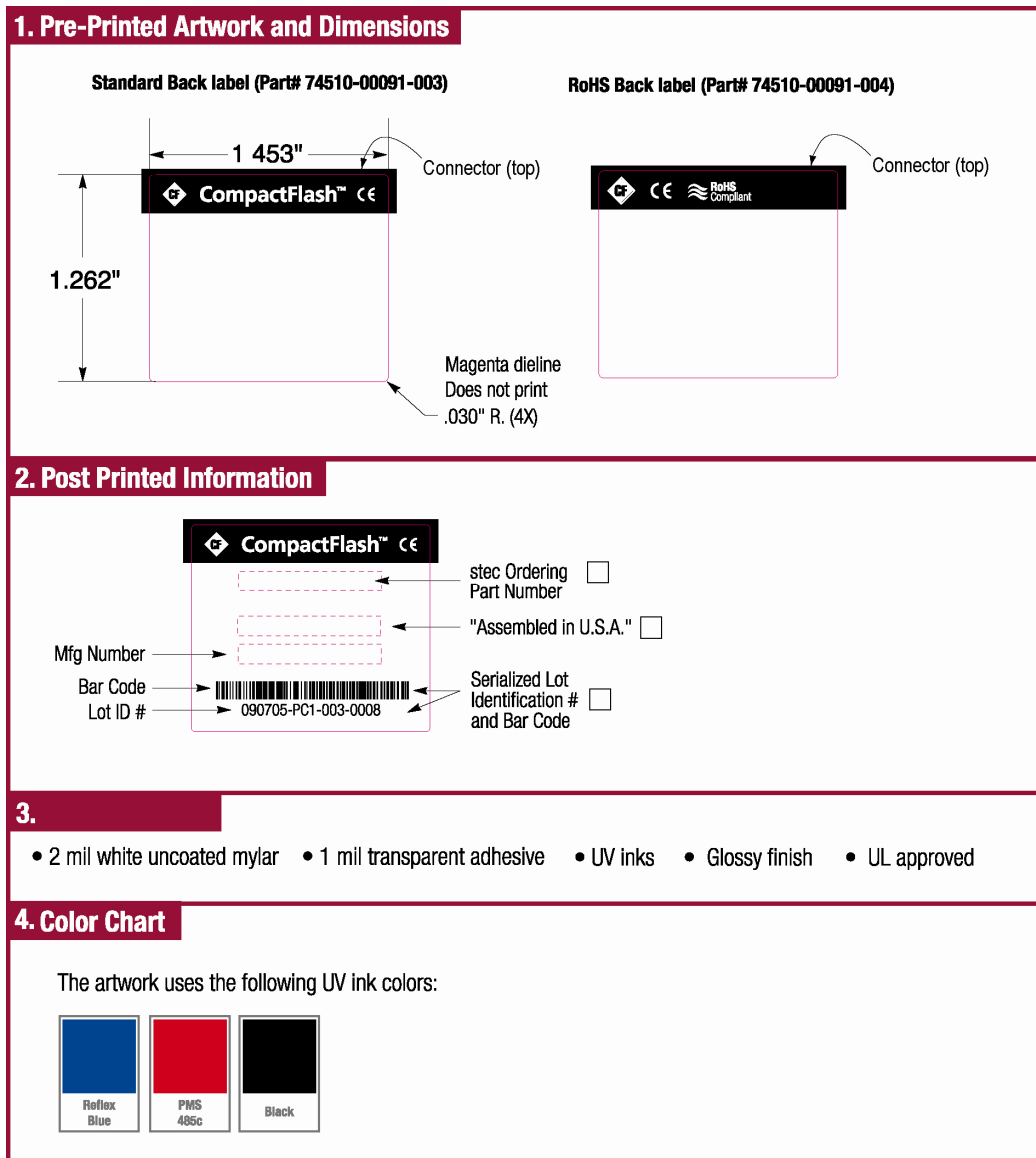 1. Pre-Printed Artwork and Dimensions
Standard Back label (Part# 74510-00091-003)
RoHS Back label (Part# 74510-00091-004)
1 453"
Connector (top)
Connector (top)
CF CompactFlash™ CE
CF CE RoHS
Compliant
1.262"
Magenta dieline
Does not print
.030" R. (4X)
2. Post Printed Information
CF CompactFlash™ CE
stec Ordering
Part Number
"Assembled in U.S.A."
Mfg Number
Bar Code
Lot ID #
090705-PC1-003-0008
Serialized Lot
Identification #
and Bar Code
3.
• 2 mil white uncoated mylar • 1 mil transparent adhesive • UV inks • Glossy finish • UL approved
4. Color Chart
The artwork uses the following UV ink colors:
Reflex
Blue
PMS
485c
Black